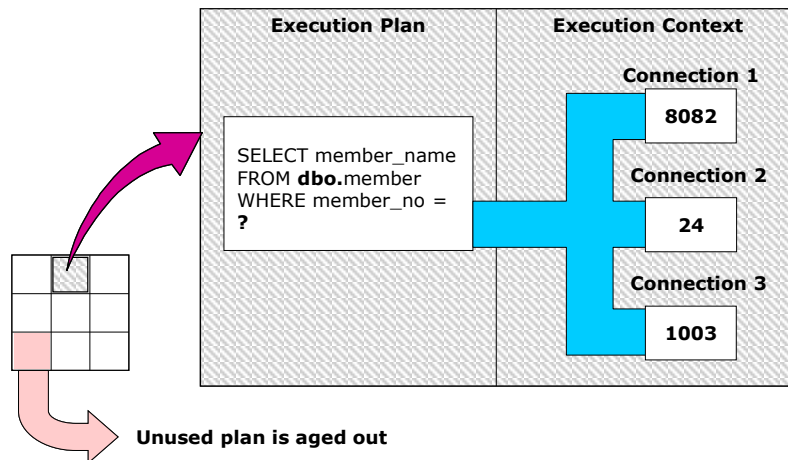 Execution Plan
Execution Context
SELECT member_name
FROM dbo.member
WHERE member_no =
?
Connection 1
8082
Connection 2
24
Connection 3
1003
Unused plan is aged out